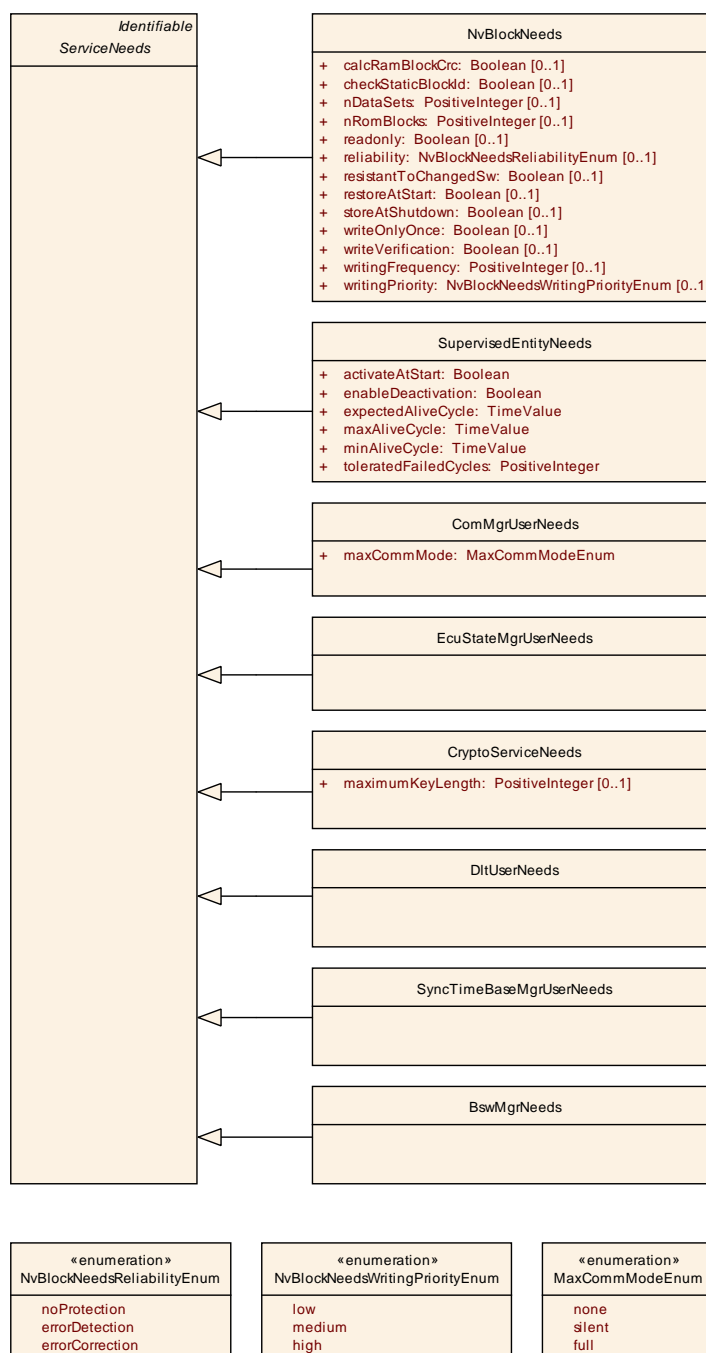 Identifiable
ServiceNeeds
NvBlockNeeds
+ calcRamBlockCrc: Boolean [0..1]
+ checkStaticBlockId: Boolean [0..1]
+ nDataSets: PositiveInteger [0..1]
+ nRomBlocks: PositiveInteger [0..1]
+ readonly: Boolean [0..1]
+ reliability: NvBlockNeedsReliabilityEnum [0..1]
+ resistantToChangedSw: Boolean [0..1]
+ restoreAtStart: Boolean [0..1]
+ storeAtShutdown: Boolean [0..1]
+ writeOnlyOnce: Boolean [0..1]
+ writeVerification: Boolean [0..1]
+ writingFrequency: PositiveInteger [0..1]
+ writingPriority: NvBlockNeedsWritingPriorityEnum [0..1
SupervisedEntityNeeds
+ activateAtStart: Boolean
+ enableDeactivation: Boolean
+ expectedAliveCycle: TimeValue
+ maxAliveCycle: TimeValue
+ minAliveCycle: TimeValue
+ toleratedFailedCycles: PositiveInteger
ComMgrUserNeeds
+ maxCommMode: MaxCommModeEnum
EcuStateMgrUserNeeds
CryptoServiceNeeds
+ maximumKeyLength: PositiveInteger [0..1]
DltUserNeeds
SyncTimeBaseMgrUserNeeds
BswMgrNeeds
«enumeration»
NvBlockNeedsReliabilityEnum
noProtection
errorDetection
errorCorrection
«enumeration»
NvBlockNeedsWritingPriorityEnum
low
medium
high
«enumeration»
MaxCommModeEnum
none
silent
full